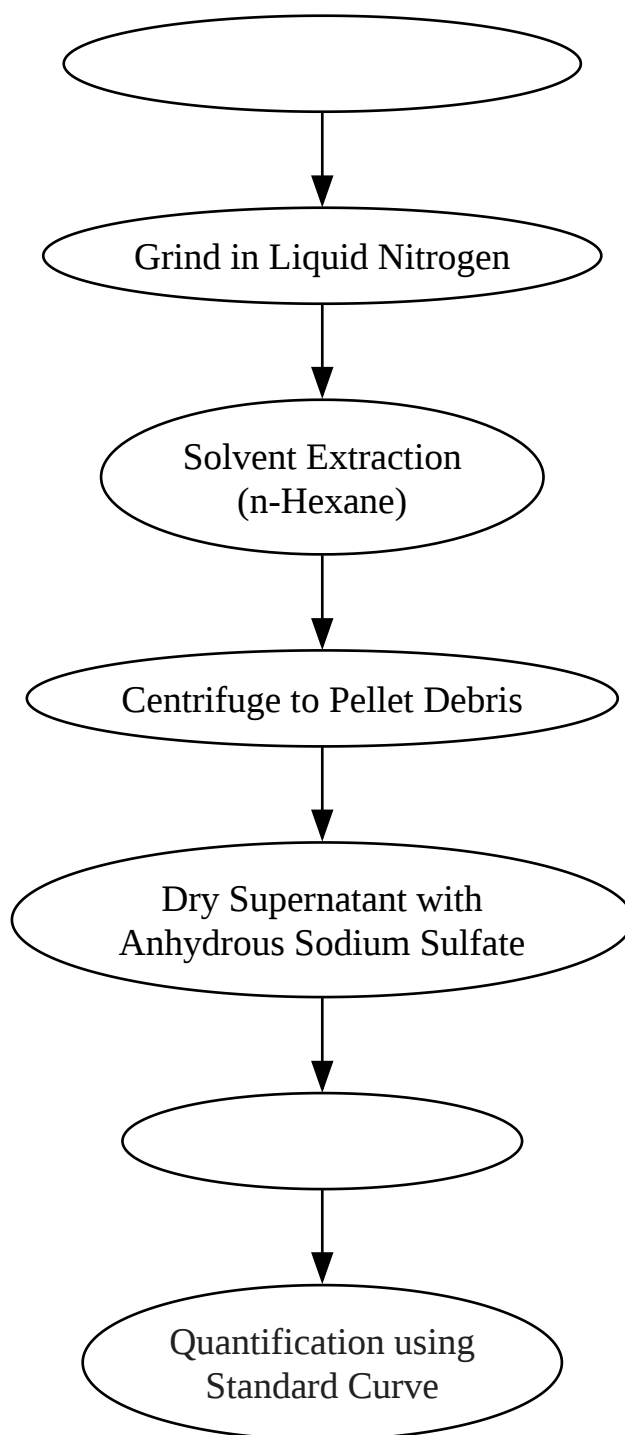 Grind in Liquid Nitrogen
Solvent Extraction
(n-Hexane)
Centrifuge to Pellet Debris
Dry Supernatant with
Anhydrous Sodium Sulfate
Quantification using
Standard Curve